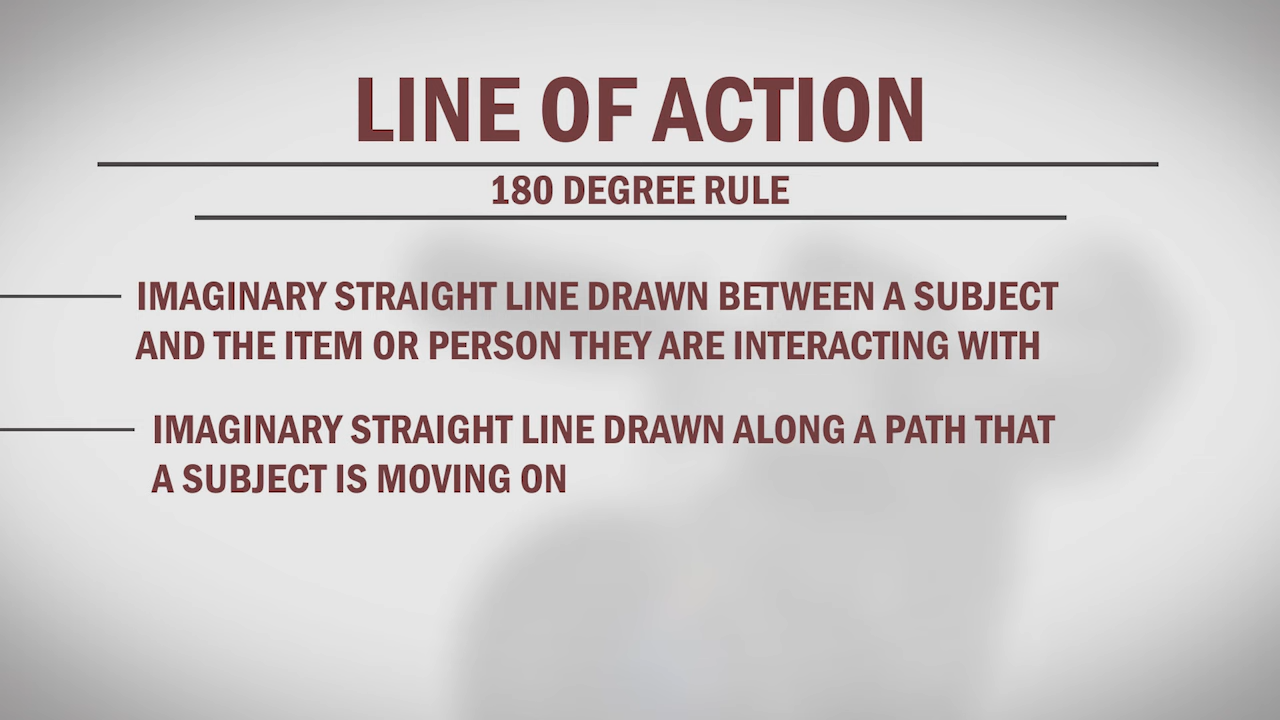 LINE OF ACTION
180 DEGREE RULE
IMAGINARY STRAIGHT LINE DRAWN BETWEEN A SUBJECT
AND THE ITEM OR PERSON THEY ARE INTERACTING WITH
IMAGINARY STRAIGHT LINE DRAWN ALONG A PATH THAT
A SUBJECT IS MOVING ON